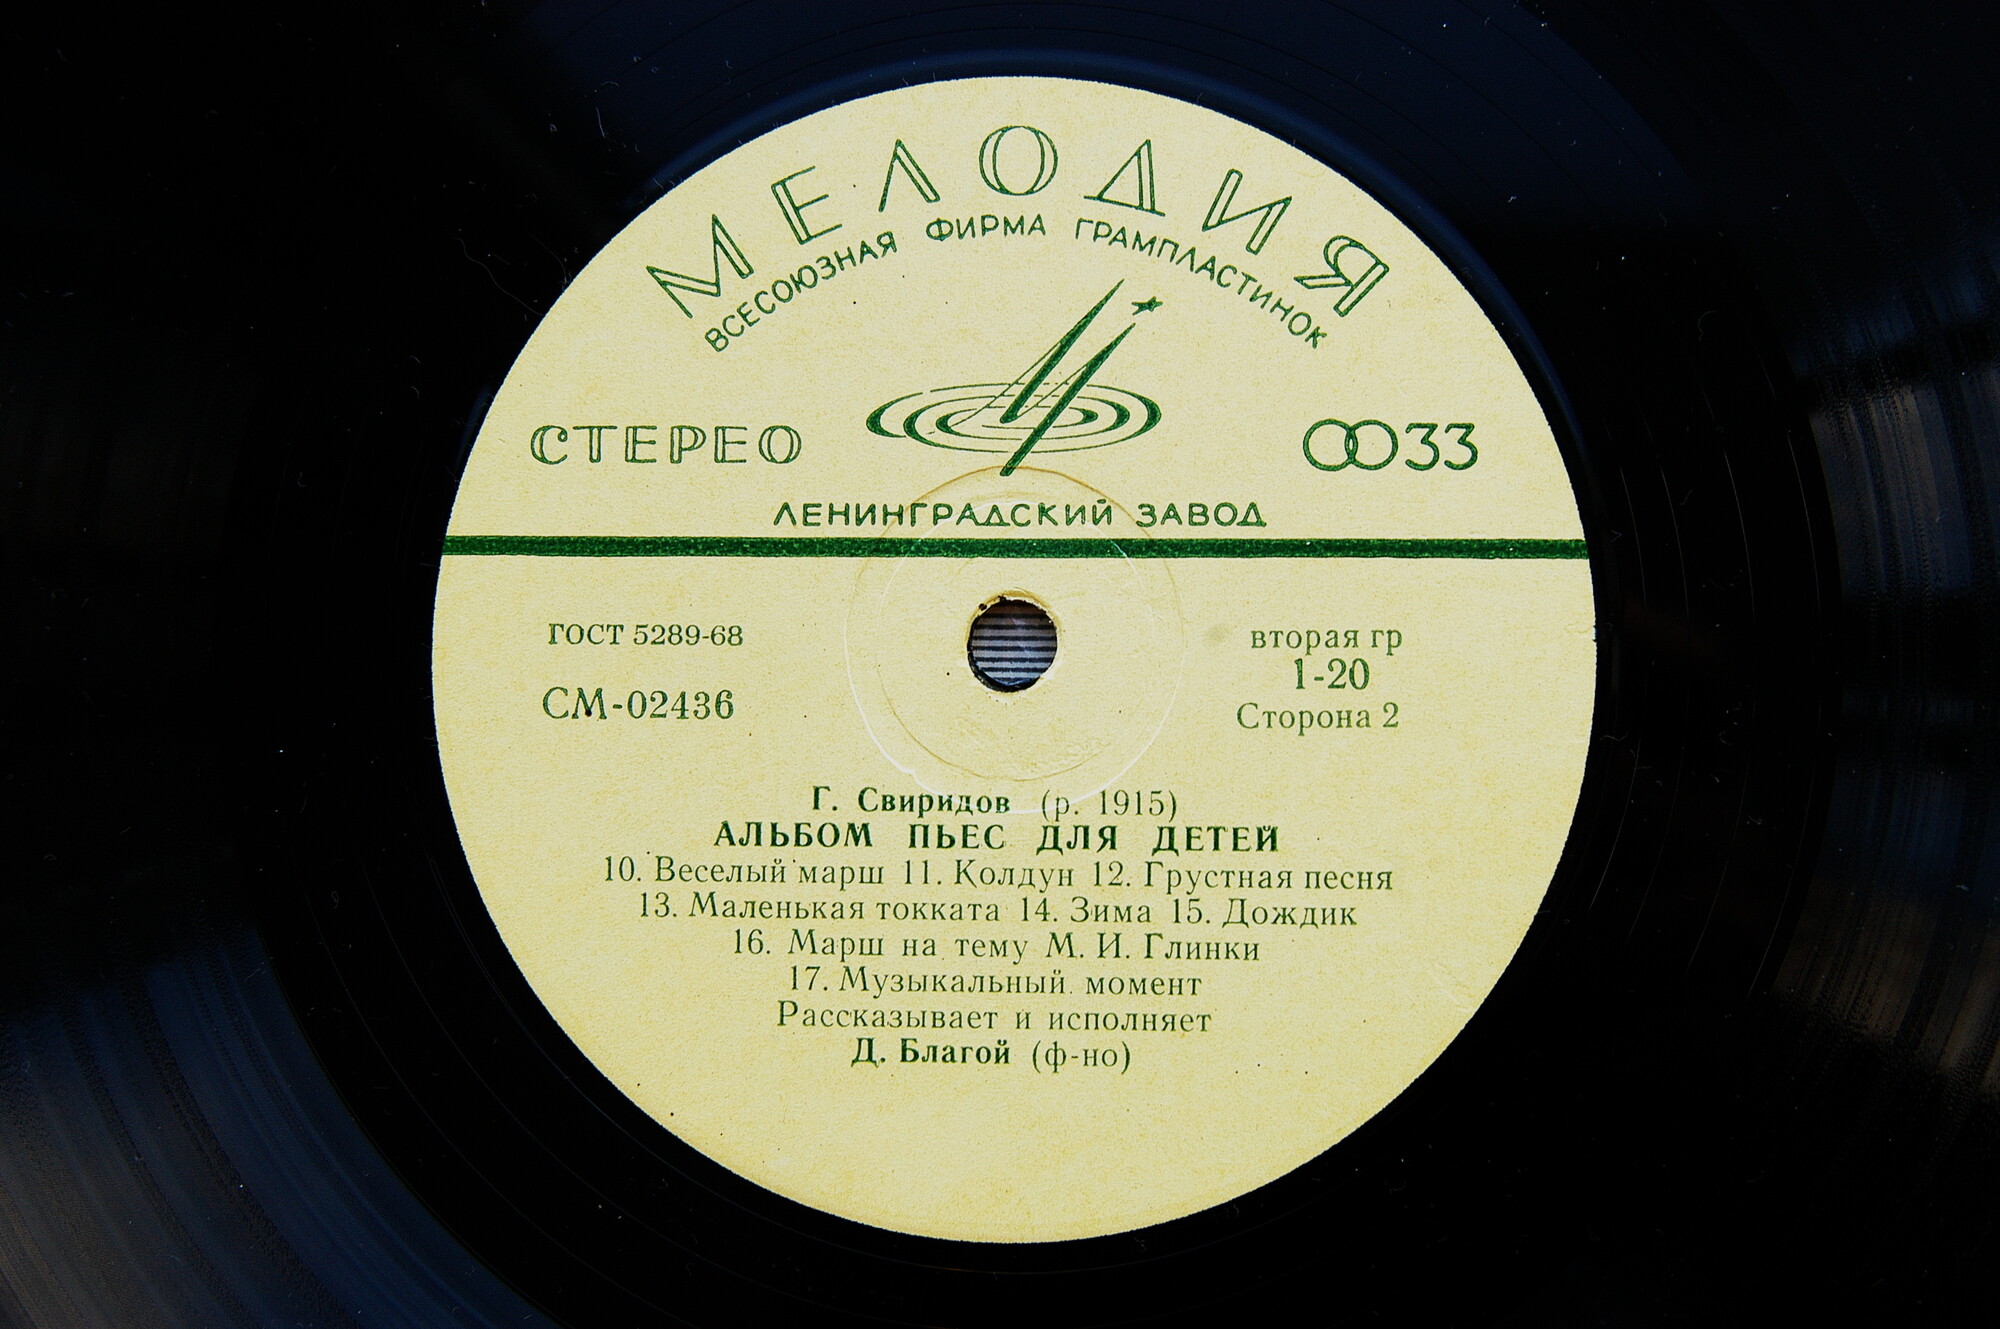 МЕЛОДИЯ
ВСЕСОЮЗНАЯ ФИРМА ГРАМПЛАСТИНОК
СТЕРЕО
33
ЛЕНИНГРАДСКИЙ ЗАВОД
ГОСТ 5289-68
СМ-02436
вторая гр
1-20
Сторона 2
Г. Свиридов (р. 1915)
АЛЬБОМ ПЬЕС ДЛЯ ДЕТЕЙ
10. Веселый марш 11. Колдун 12. Грустная песня
13. Маленькая токката 14. Зима 15. Дождик
16. Марш на тему М. И. Глинки
17. Музыкальный момент
Рассказывает и исполняет
Д. Благой (ф-но)